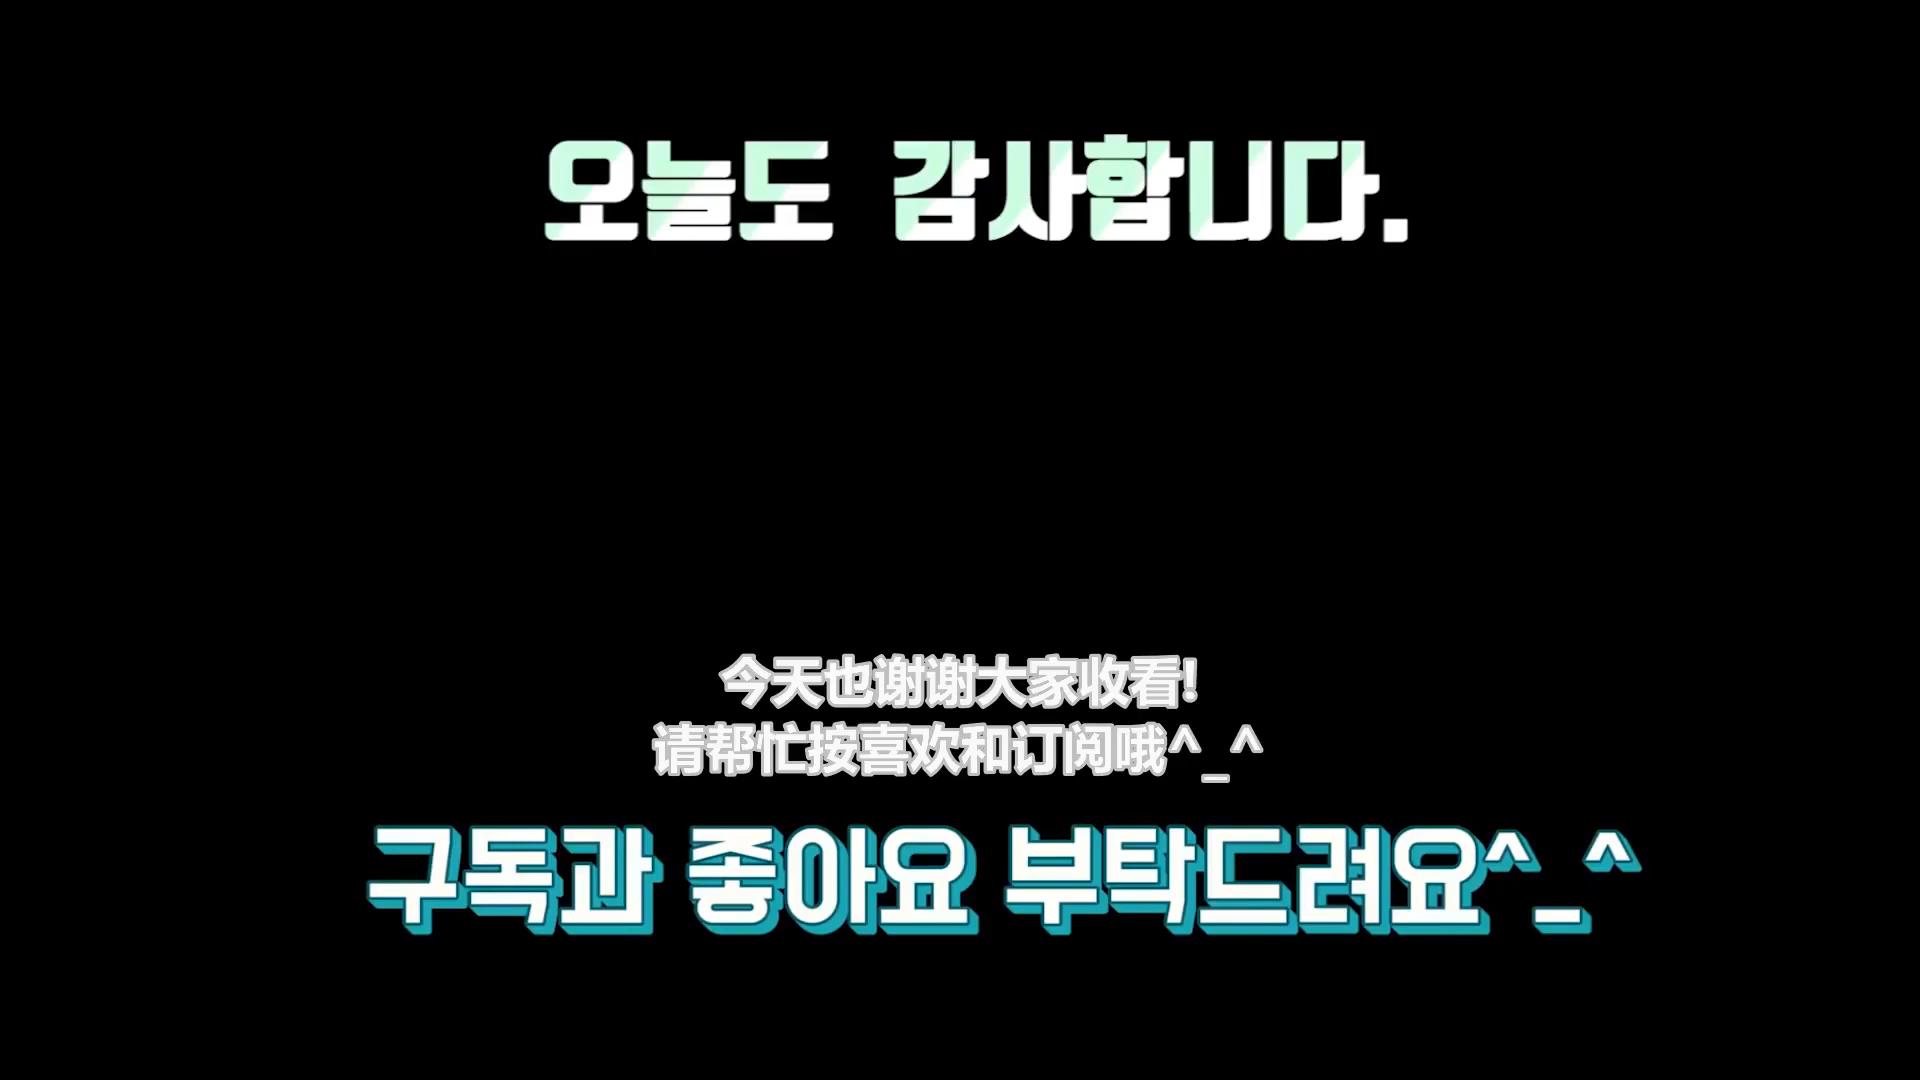 오늘도 감사합니다.
今天也谢谢大家收看!
请帮忙按喜欢和订阅哦^_^
구독과 좋아요 부탁드려요^_^